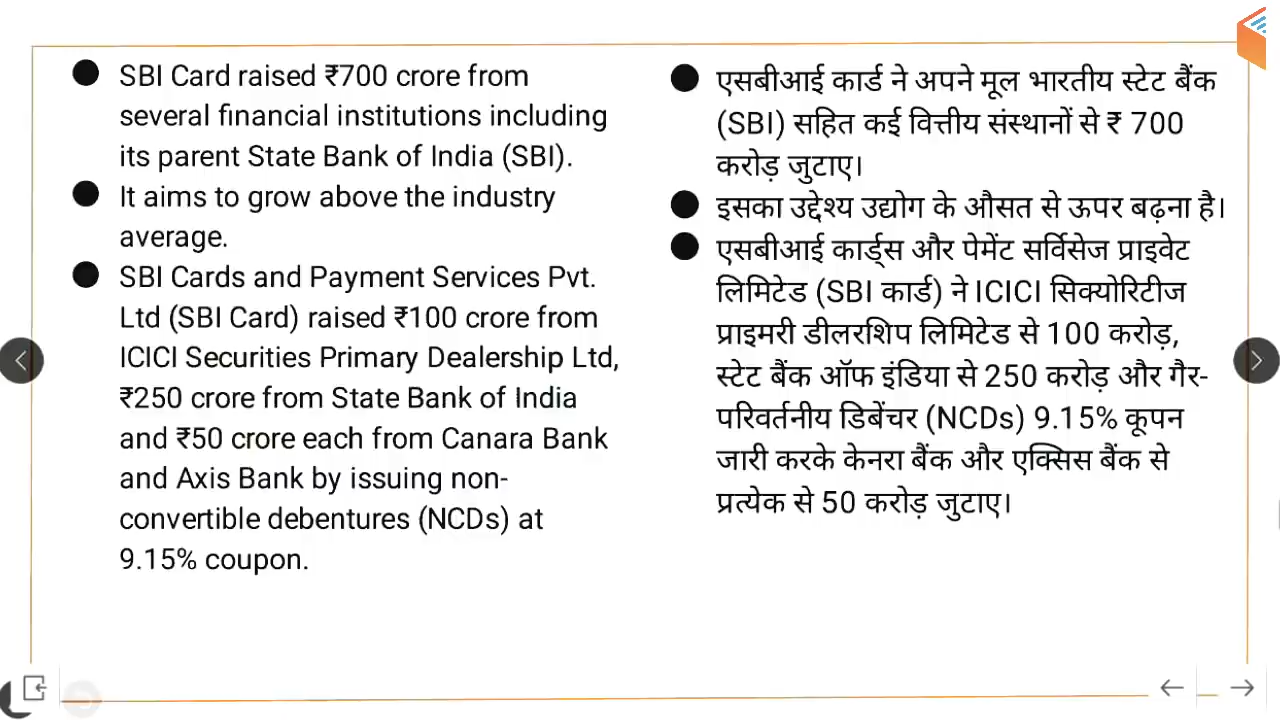 SBI Card raised ₹700 crore from
several financial institutions including
its parent State Bank of India (SBI).
It aims to grow above the industry
average.
SBI Cards and Payment Services Pvt.
Ltd (SBI Card) raised ₹100 crore from
ICICI Securities Primary Dealership Ltd,
₹250 crore from State Bank of India
and ₹50 crore each from Canara Bank
and Axis Bank by issuing non-
convertible debentures (NCDs) at
9.15% coupon.
एसबीआई कार्ड ने अपने मूल भारतीय स्टेट बैंक
(SBI) सहित कई वित्तीय संस्थानों से ₹ 700
करोड़ जुटाए।
इसका उद्देश्य उद्योग के औसत से ऊपर बढ़ना है।
एसबीआई कार्ड्स और पेमेंट सर्विसेज प्राइवेट
लिमिटेड (SBI कार्ड) ने ICICI सिक्योरिटीज
प्राइमरी डीलरशिप लिमिटेड से 100 करोड़,
स्टेट बैंक ऑफ इंडिया से 250 करोड़ और गैर-
परिवर्तनीय डिबेंचर (NCDs) 9.15% कूपन
जारी करके केनरा बैंक और एक्सिस बैंक से
प्रत्येक से 50 करोड़ जुटाए।